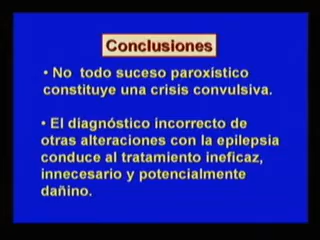 Conclusiones
• No todo suceso paroxístico
constituye una crisis convulsiva.
• El diagnóstico incorrecto de
otras alteraciones con la epilepsia
conduce al tratamiento ineficaz,
innecesario y potencialmente
dañino.